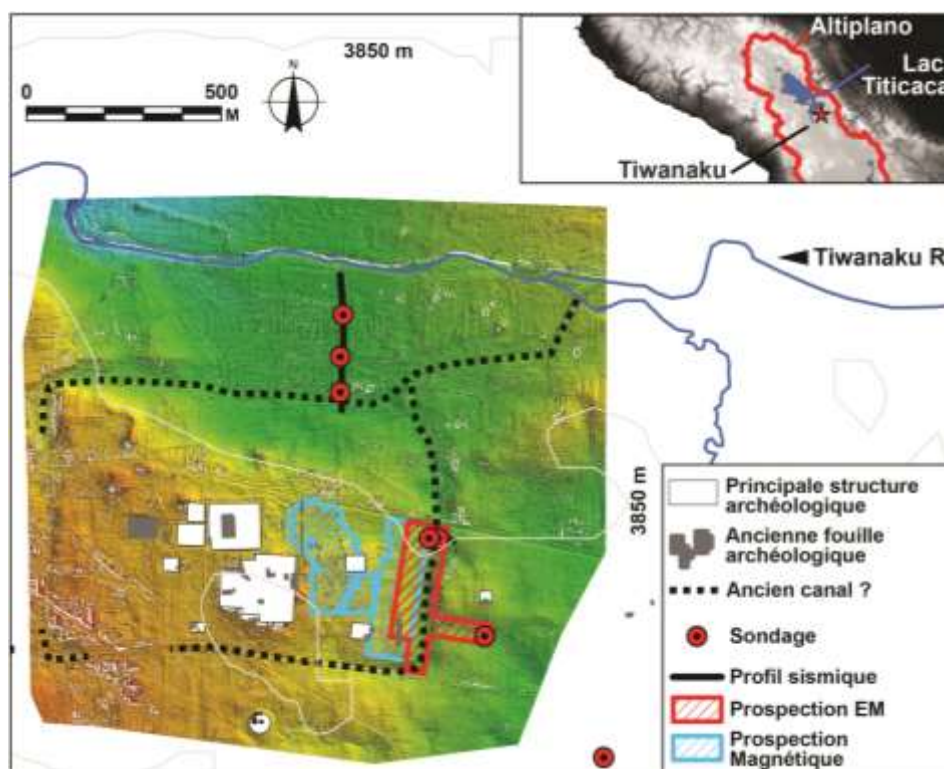 3850 m
Altiplano
Lac
Titicaca
Tiwanaku
0 500
M
N
Tiwanaku R
3850 m
Principale structure
archéologique
Ancienne fouille
archéologique
Ancien canal ?
Sondage
Profil sismique
Prospection EM
Prospection
Magnétique